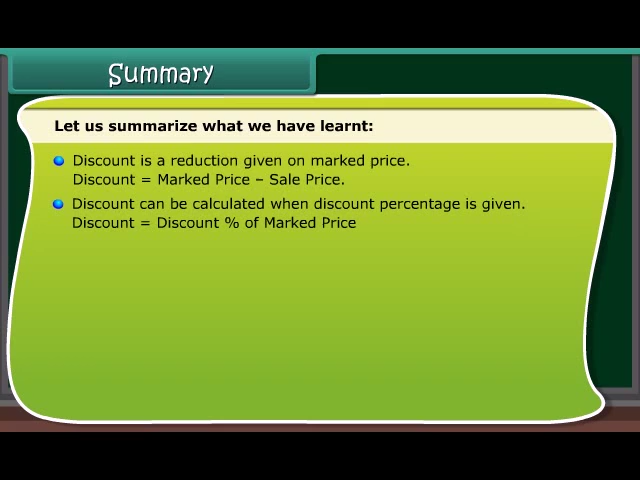 Summary
Let us summarize what we have learnt:
Discount is a reduction given on marked price.
Discount = Marked Price – Sale Price.
Discount can be calculated when discount percentage is given.
Discount = Discount % of Marked Price